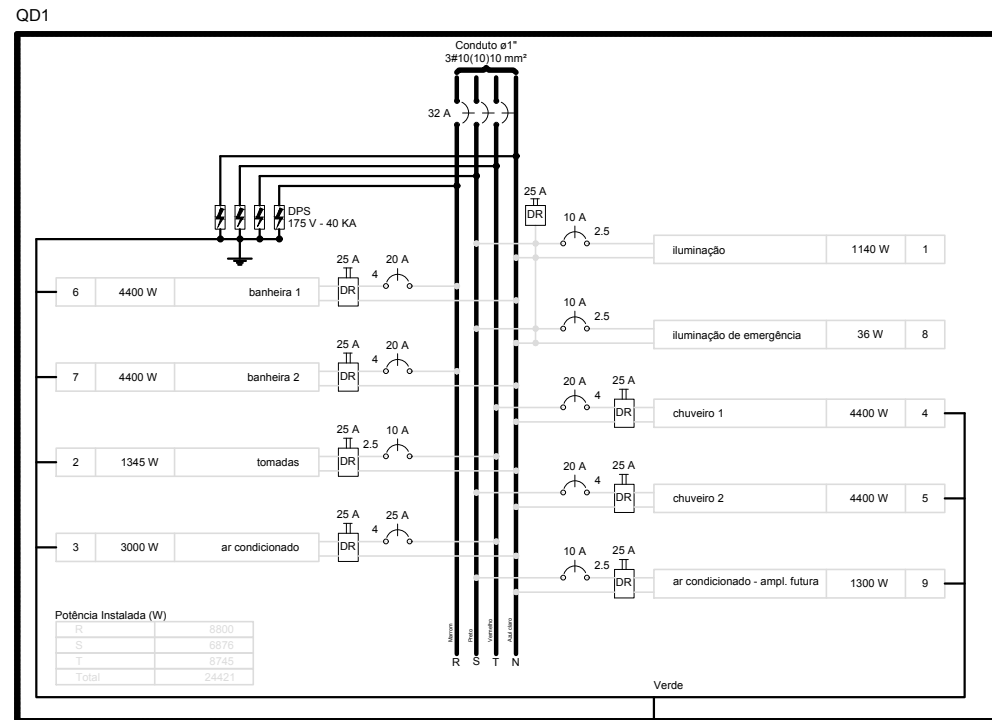 QD1
Conduto ø1"
3#10(10)10 mm²
32 A
DPS
175 V - 40 KA
25 A
DR
10 A
2.5
iluminação 1140 W 1
25 A
20 A
4
DR
6 4400 W banheira 1
10 A
2.5
iluminação de emergência 36 W 8
25 A
20 A
4
DR
7 4400 W banheira 2
20 A
25 A
4
DR
chuveiro 1 4400 W 4
25 A
10 A
2.5
DR
2 1345 W tomadas
20 A
25 A
4
DR
chuveiro 2 4400 W 5
25 A
25 A
4
DR
3 3000 W ar condicionado
10 A
25 A
2.5
DR
ar condicionado - ampl. futura 1300 W 9
Potência Instalada (W)
R 8800
S 6876
T 8745
Total 24421
Marrom
Preto
Vermelho
Azul claro
R S T N
Verde